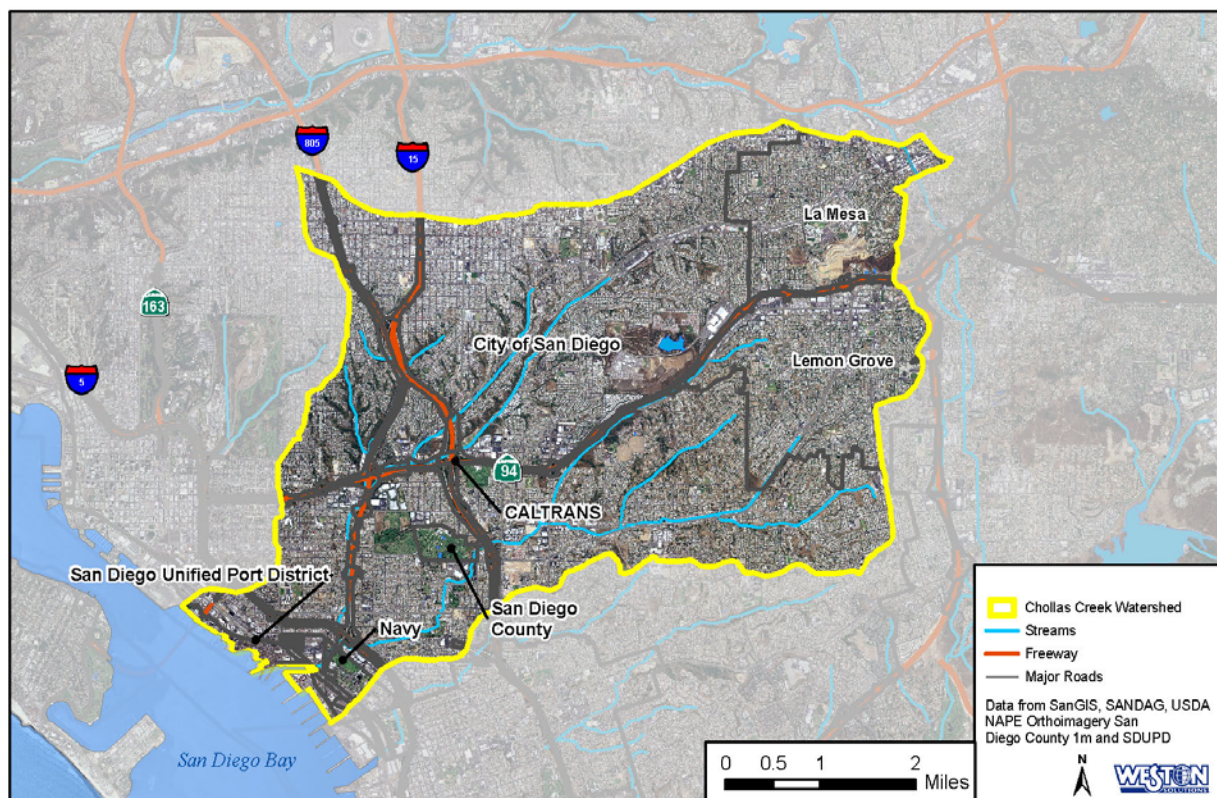 805
15
La Mesa
163
City of San Diego
Lemon Grove
5
94
CALTRANS
San Diego Unified Port District
San Diego
County
Navy
San Diego Bay
Chollas Creek Watershed
Streams
Freeway
Major Roads
Data from SanGIS, SANDAG, USDA
NAPE Orthoimagery San
Diego County 1m and SDUPD
0 0.5 1 2
Miles
N
WESTON
SOLUTIONS